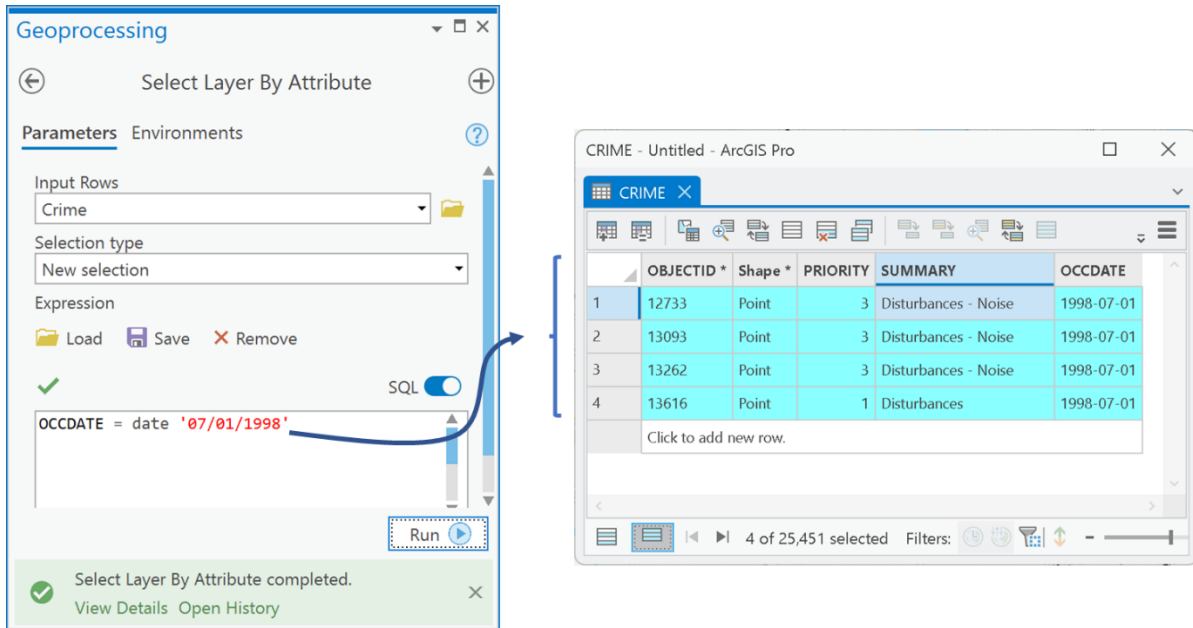 Geoprocessing
Select Layer By Attribute
Parameters Environments
?
Input Rows
Crime
Selection type
New selection
Expression
Load Save Remove
SQL
OCCDATE = date '07/01/1998'
Run
Select Layer By Attribute completed.
View Details Open History
CRIME - Untitled - ArcGIS Pro
CRIME
OBJECTID * Shape * PRIORITY SUMMARY OCCDATE
1 12733 Point 3 Disturbances - Noise 1998-07-01
2 13093 Point 3 Disturbances - Noise 1998-07-01
3 13262 Point 3 Disturbances - Noise 1998-07-01
4 13616 Point 1 Disturbances 1998-07-01
Click to add new row.
4 of 25,451 selected Filters: